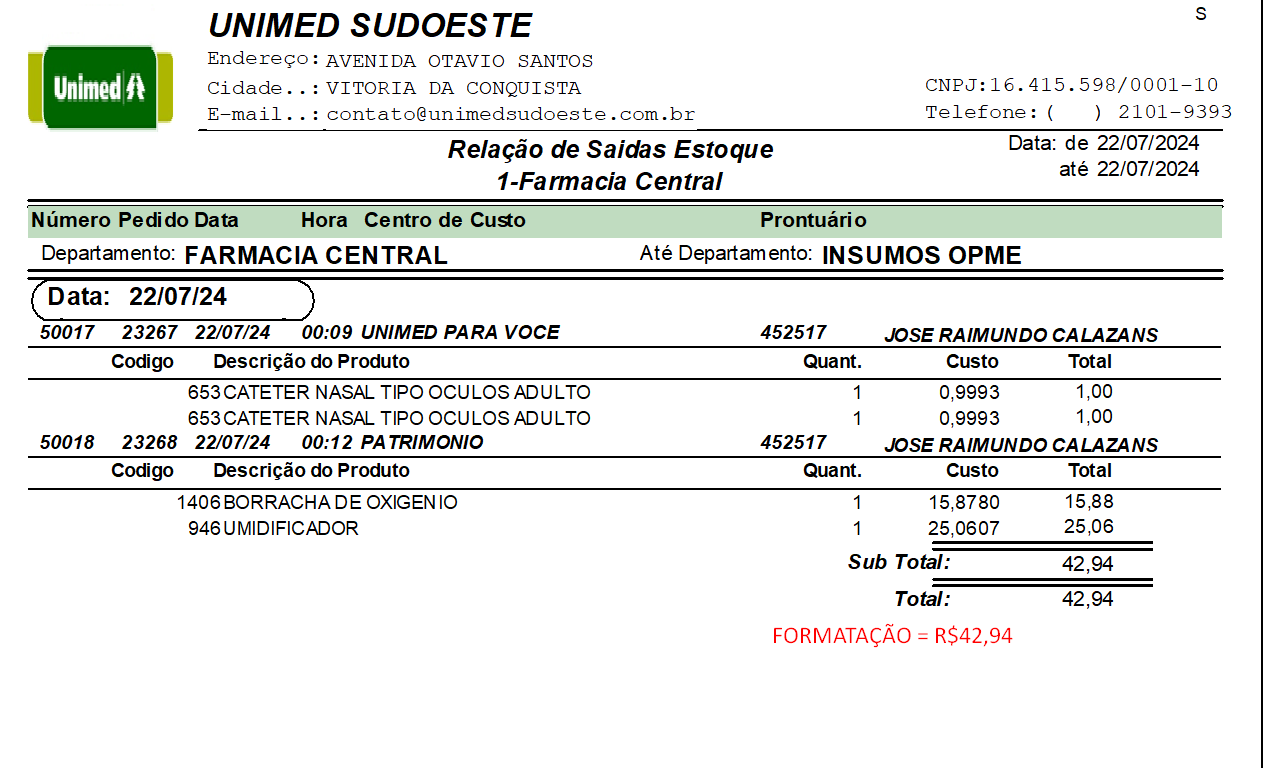 S
UNIMED SUDOESTE
Unimed
Endereço: AVENIDA OTAVIO SANTOS
Cidade..: VITORIA DA CONQUISTA CNPJ:16.415.598/0001-10
E-mail..: contato@unimedsudoeste.com.br Telefone: ( ) 2101-9393
Relação de Saidas Estoque Data: de 22/07/2024
1-Farmacia Central até 22/07/2024
Número Pedido Data Hora Centro de Custo Prontuário
Departamento: FARMACIA CENTRAL Até Departamento: INSUMOS OPME
Data: 22/07/24
50017 23267 22/07/24 00:09 UNIMED PARA VOCE 452517 JOSE RAIMUNDO CALAZANS
Codigo Descrição do Produto Quant. Custo Total
653 CATETER NASAL TIPO OCULOS ADULTO 1 0,9993 1,00
653 CATETER NASAL TIPO OCULOS ADULTO 1 0,9993 1,00
50018 23268 22/07/24 00:12 PATRIMONIO 452517 JOSE RAIMUNDO CALAZANS
Codigo Descrição do Produto Quant. Custo Total
1406 BORRACHA DE OXIGENIO 1 15,8780 15,88
946 UMIDIFICADOR 1 25,0607 25,06
Sub Total: 42,94
Total: 42,94
FORMATAÇÃO = R$42,94